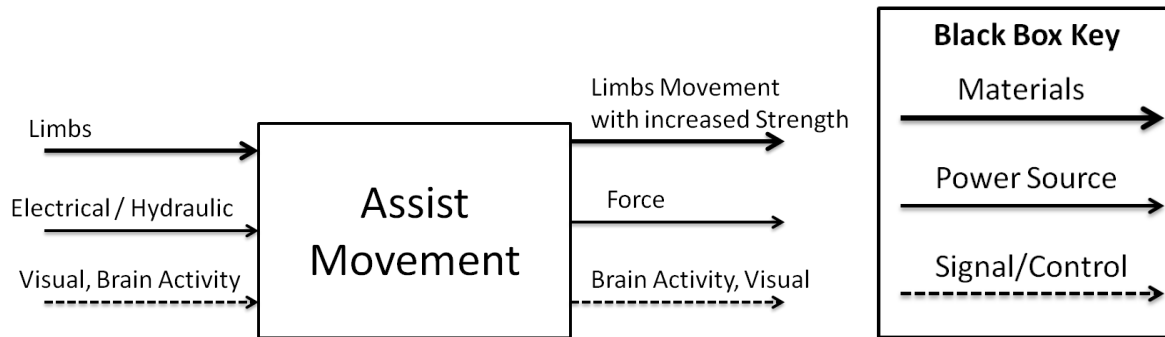 Limbs
Electrical / Hydraulic
Visual, Brain Activity
Assist
Movement
Limbs Movement
with increased Strength
Force
Brain Activity, Visual
Black Box Key
Materials
Power Source
Signal/Control